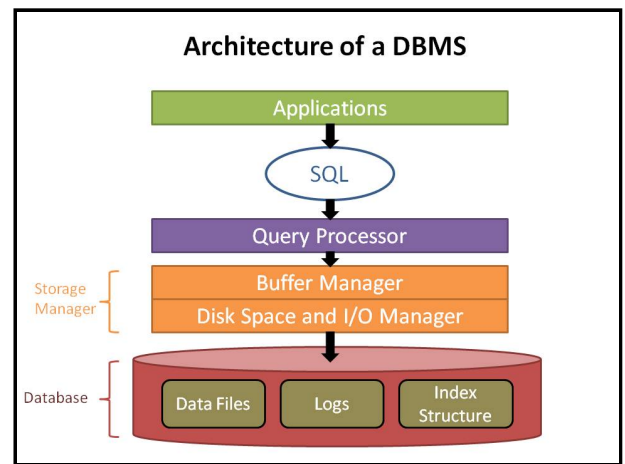 Architecture of a DBMS
Applications
SQL
Query Processor
Storage
Manager
Buffer Manager
Disk Space and I/O Manager
Database
Data Files
Logs
Index
Structure